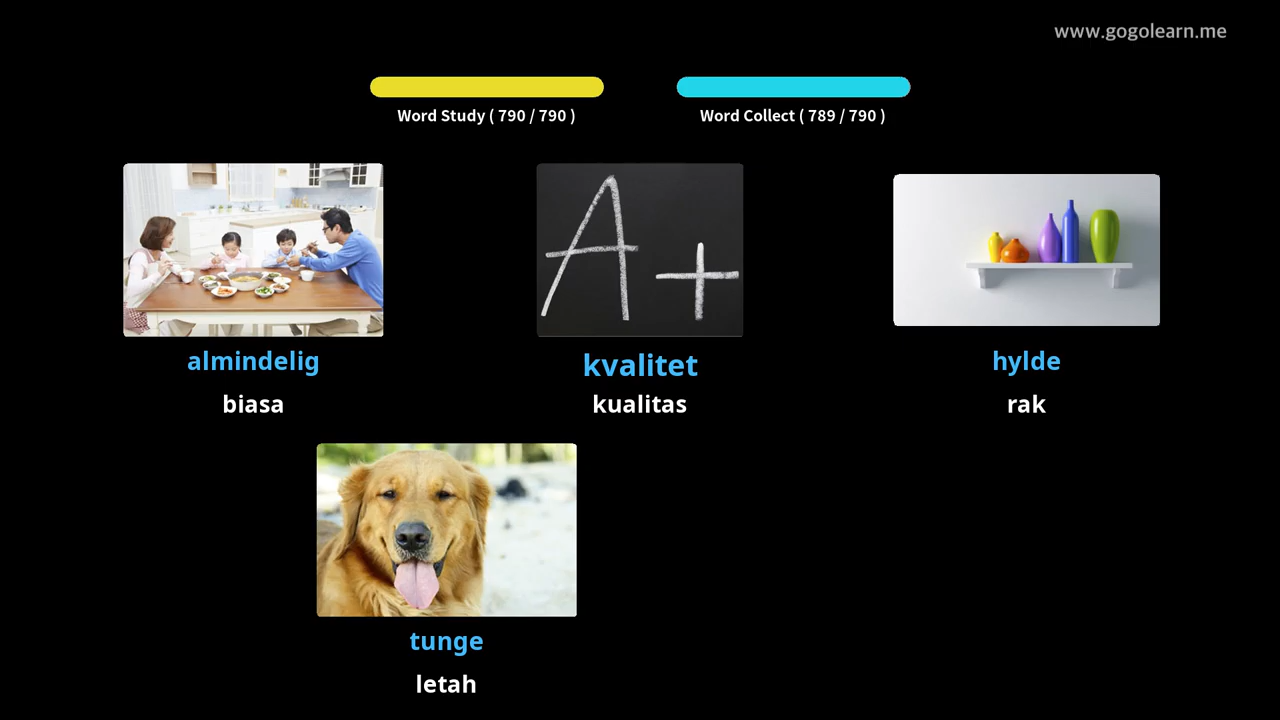 www.gogolearn.me
Word Study ( 790 / 790 )
Word Collect ( 789 / 790 )
A+
almindelig
kvalitet
hylde
biasa
kualitas
rak
tunge
letah